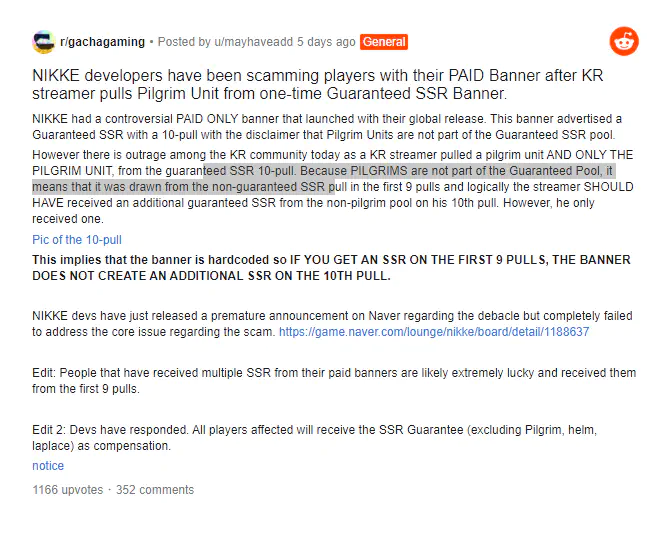 r/gachagaming • Posted by u/mayhaveadd 5 days ago General
NIKKE developers have been scamming players with their PAID Banner after KR
streamer pulls Pilgrim Unit from one-time Guaranteed SSR Banner.
NIKKE had a controversial PAID ONLY banner that launched with their global release. This banner advertised a
Guaranteed SSR with a 10-pull with the disclaimer that Pilgrim Units are not part of the Guaranteed SSR pool.
However there is outrage among the KR community today as a KR streamer pulled a pilgrim unit AND ONLY THE
PILGRIM UNIT, from the guaranteed SSR 10-pull. Because PILGRIMS are not part of the Guaranteed Pool, it
means that it was drawn from the non-guaranteed SSR pull in the first 9 pulls and logically the streamer SHOULD
HAVE received an additional guaranteed SSR from the non-pilgrim pool on his 10th pull. However, he only
received one.
Pic of the 10-pull
This implies that the banner is hardcoded so IF YOU GET AN SSR ON THE FIRST 9 PULLS, THE BANNER
DOES NOT CREATE AN ADDITIONAL SSR ON THE 10TH PULL.
NIKKE devs have just released a premature announcement on Naver regarding the debacle but completely failed
to address the core issue regarding the scam. https://game.naver.com/lounge/nikke/board/detail/1188637
Edit: People that have received multiple SSR from their paid banners are likely extremely lucky and received them
from the first 9 pulls.
Edit 2: Devs have responded. All players affected will receive the SSR Guarantee (excluding Pilgrim, helm,
laplace) as compensation.
notice
1166 upvotes · 352 comments